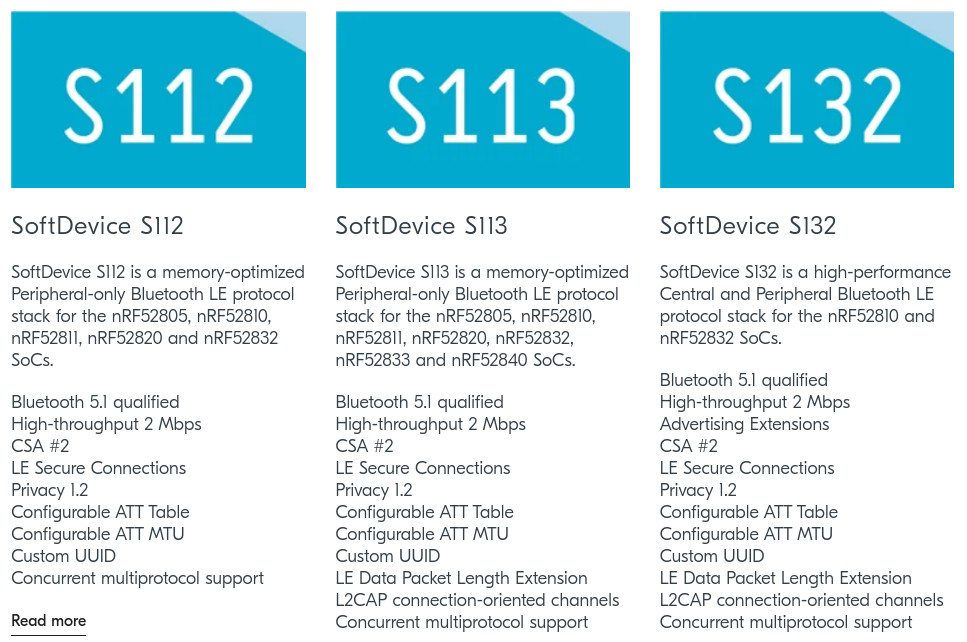 S112
SoftDevice S112
SoftDevice S112 is a memory-optimized
Peripheral-only Bluetooth LE protocol
stack for the nRF52805, nRF52810,
nRF52811, nRF52820 and nRF52832
SoCs.
Bluetooth 5.1 qualified
High-throughput 2 Mbps
CSA #2
LE Secure Connections
Privacy 1.2
Configurable ATT Table
Configurable ATT MTU
Custom UUID
Concurrent multiprotocol support
Read more
S113
SoftDevice S113
SoftDevice S113 is a memory-optimized
Peripheral-only Bluetooth LE protocol
stack for the nRF52805, nRF52810,
nRF52811, nRF52820, nRF52832,
nRF52833 and nRF52840 SoCs.
Bluetooth 5.1 qualified
High-throughput 2 Mbps
CSA #2
LE Secure Connections
Privacy 1.2
Configurable ATT Table
Configurable ATT MTU
Custom UUID
LE Data Packet Length Extension
L2CAP connection-oriented channels
Concurrent multiprotocol support
S132
SoftDevice S132
SoftDevice S132 is a high-performance
Central and Peripheral Bluetooth LE
protocol stack for the nRF52810 and
nRF52832 SoCs.
Bluetooth 5.1 qualified
High-throughput 2 Mbps
Advertising Extensions
CSA #2
LE Secure Connections
Privacy 1.2
Configurable ATT Table
Configurable ATT MTU
Custom UUID
LE Data Packet Length Extension
L2CAP connection-oriented channels
Concurrent multiprotocol support